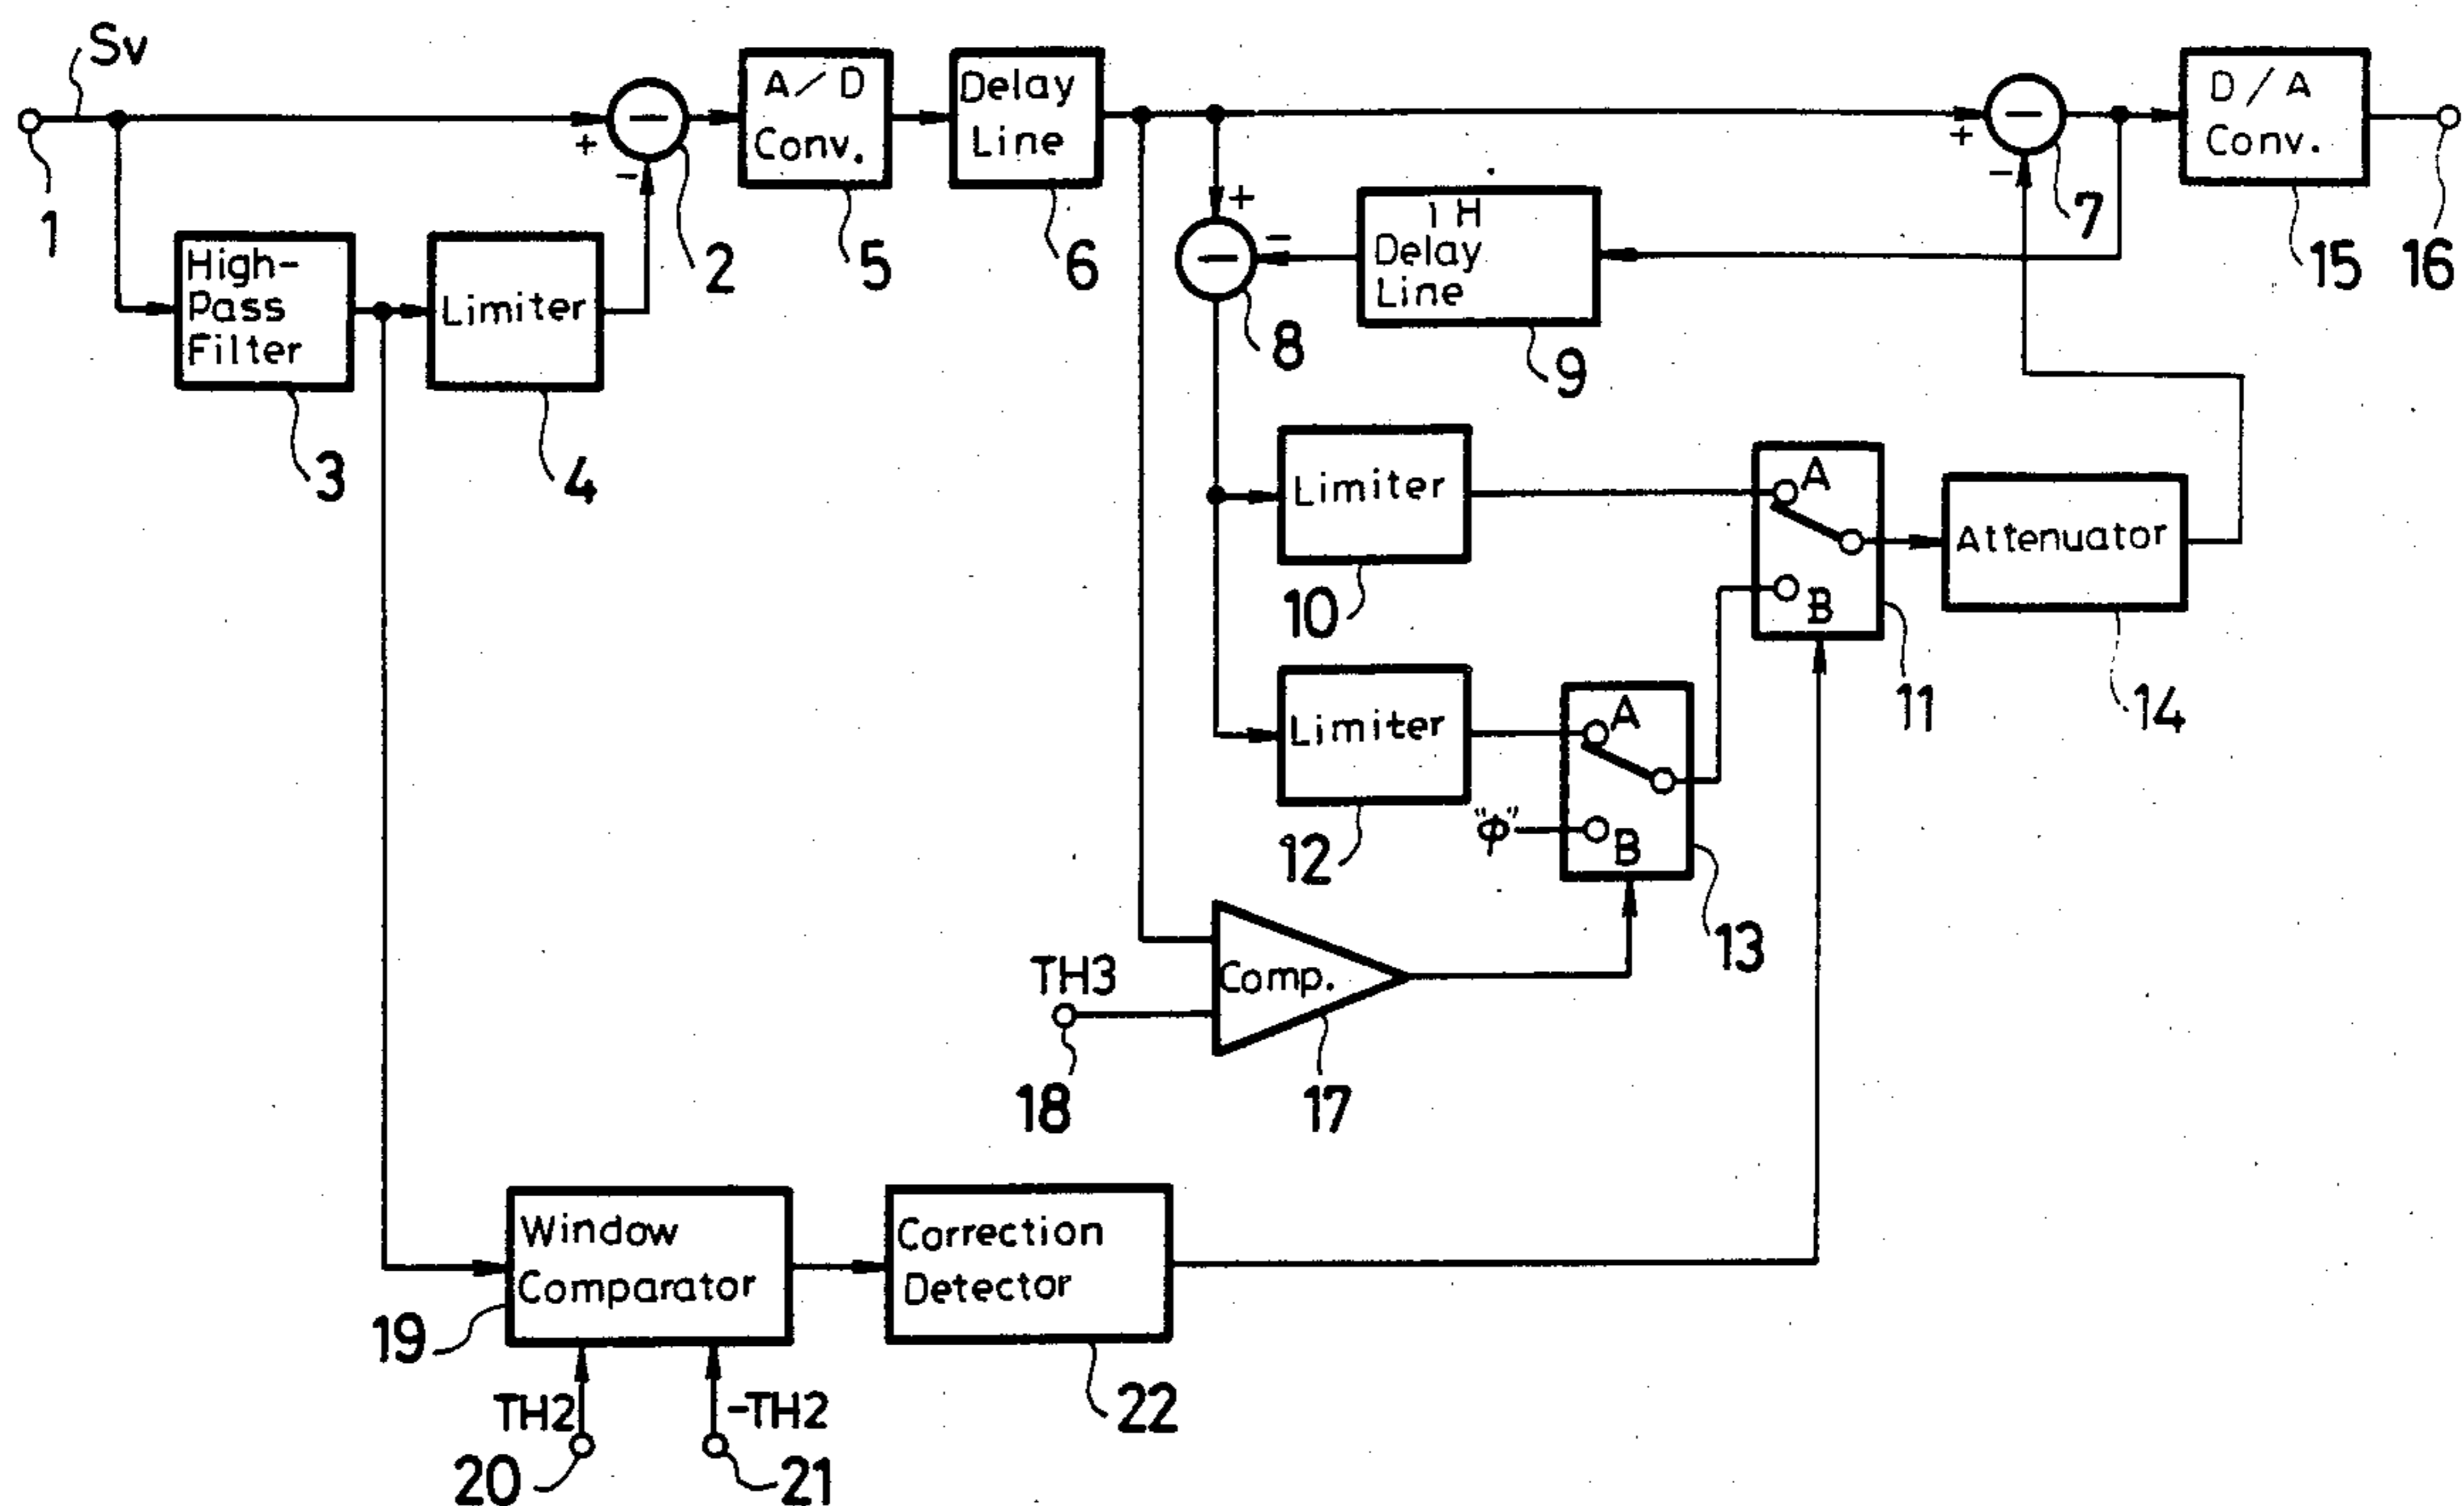 Sv
1
+
−
−
2
High-
Pass
Filter
3
Limiter
4
A/D
Conv.
5
Delay
Line
6
+
−
−
8
1H
Delay
Line
9
+
−
−
7
D/A
Conv.
15
16
Limiter
10
A
B
11
Attenuator
14
Limiter
12
A
"φ"
B
13
TH3
18
Comp.
17
Window
Comparator
19
TH2
20
-TH2
21
Correction
Detector
22